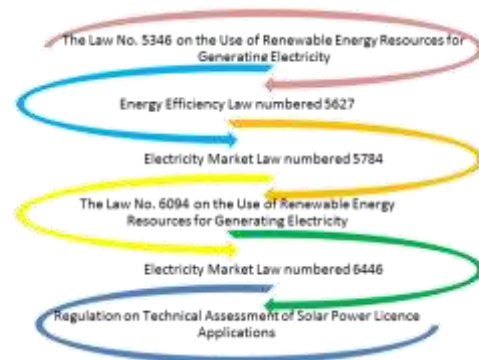 The Law No. 5346 on the Use of Renewable Energy Resources for
Generating Electricity
Energy Efficiency Law numbered 5627
Electricity Market Law numbered 5784
The Law No. 6094 on the Use of Renewable Energy
Resources for Generating Electricity
Electricity Market Law numbered 6446
Regulation on Technical Assessment of Solar Power Licence
Applications